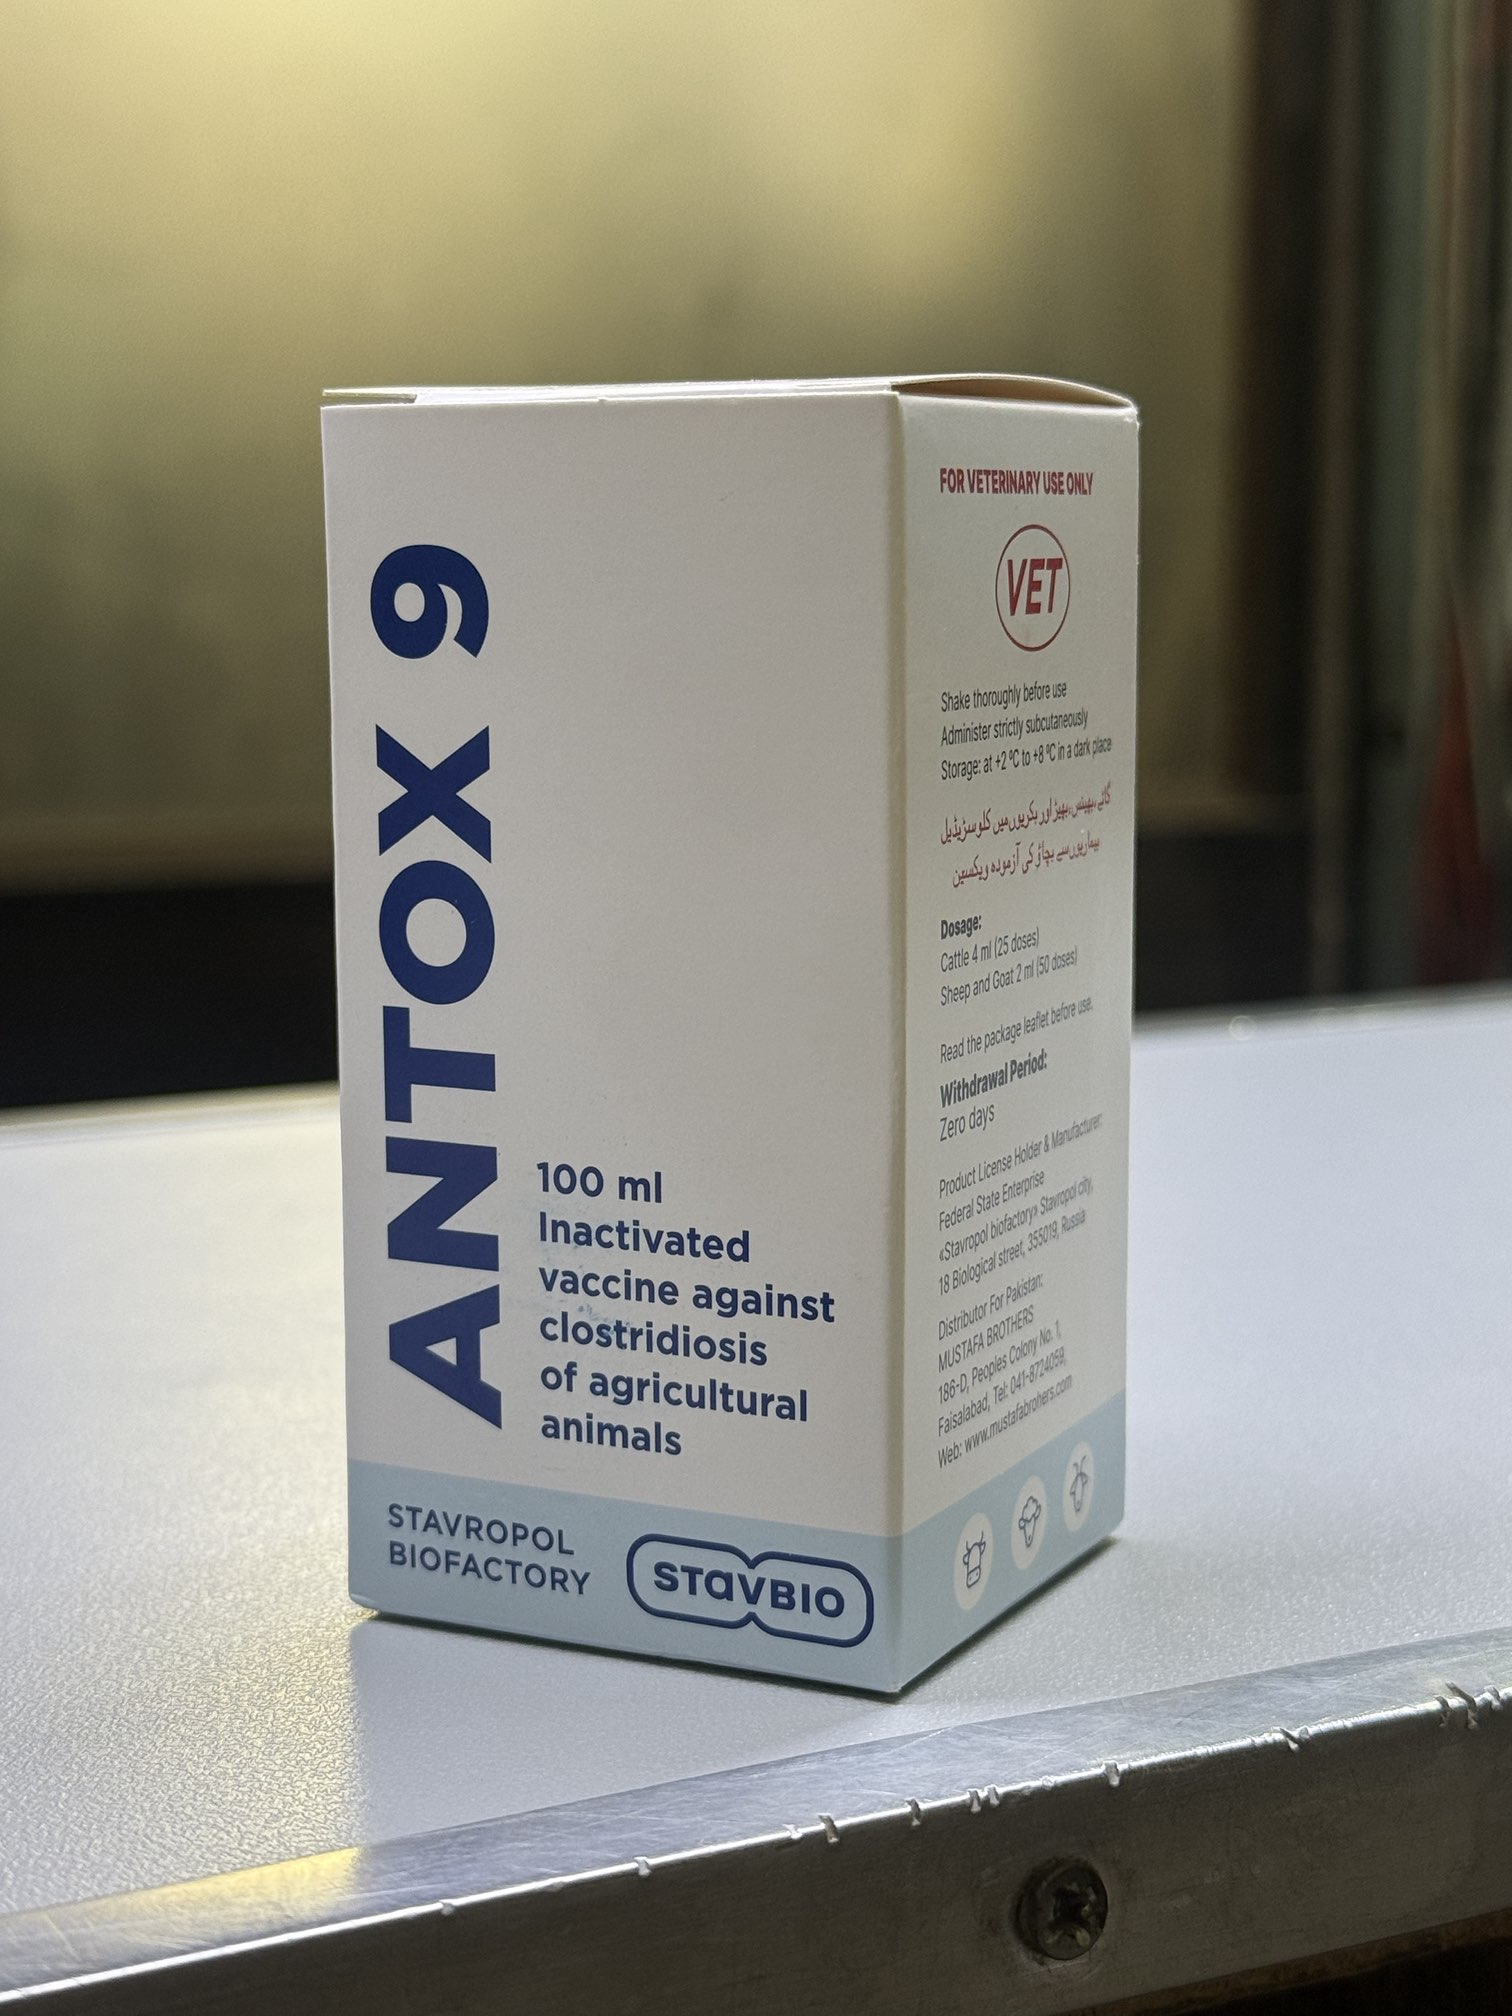 ANTOX 9
100 ml
Inactivated
vaccine against
clostridiosis
of agricultural
animals
STAVROPOL
BIOFACTORY
STAVBIO
FOR VETERINARY USE ONLY
VET
Shake thoroughly before use
Administer strictly subcutaneously
Storage: at +2 ºC to +8 ºC in a dark place
گائے، بھینس، بھیڑ اور بکریوں میں کلوسٹریڈیل
بیماریوں سے بچاؤ کی آزمودہ ویکسین
Dosage:
Cattle 4 ml (25 doses)
Sheep and Goat 2 ml (50 doses)
Read the package leaflet before use.
Withdrawal Period:
Zero days
Product License Holder & Manufacturer:
Federal State Enterprise
«Stavropol biofactory» Stavropol city,
18 Biological street, 355019, Russia
Distributor For Pakistan:
MUSTAFA BROTHERS
186-D, Peoples Colony No. 1,
Faisalabad, Tel: 041-8724059,
Web: www.mustafabrohers.com